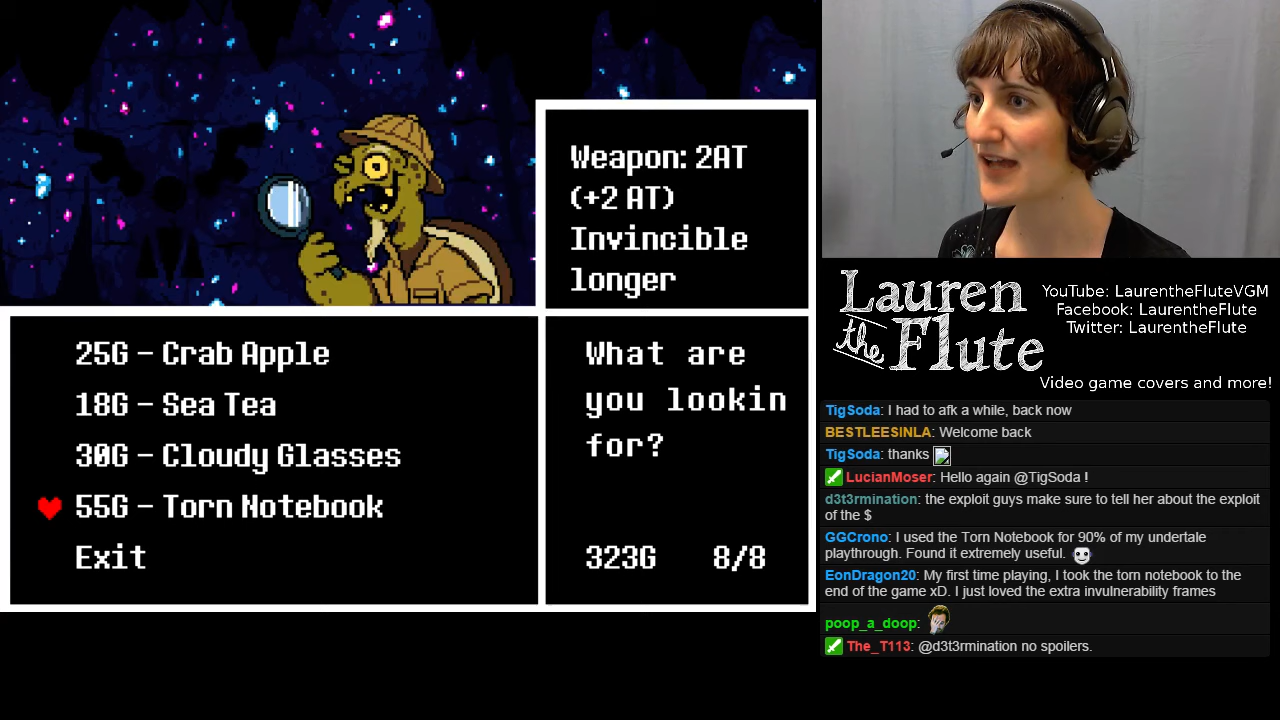 Weapon: 2AT
(+2 AT)
Invincible
longer
25G - Crab Apple
18G - Sea Tea
30G - Cloudy Glasses
55G - Torn Notebook
Exit
What are
you lookin
for?
323G 8/8
Lauren
the Flute
YouTube: LaurentheFluteVGM
Facebook: LaurentheFlute
Twitter: LaurentheFlute
Video game covers and more!
TigSoda: I had to afk a while, back now
BESTLEESINLA: Welcome back
TigSoda: thanks
LucianMoser: Hello again @TigSoda !
d3t3rmination: the exploit guys make sure to tell her about the exploit
of the $
GGCrono: I used the Torn Notebook for 90% of my undertale
playthrough. Found it extremely useful.
EonDragon20: My first time playing, I took the torn notebook to the
end of the game xD. I just loved the extra invulnerability frames
poop_a_doop:
The_T113: @d3t3rmination no spoilers.